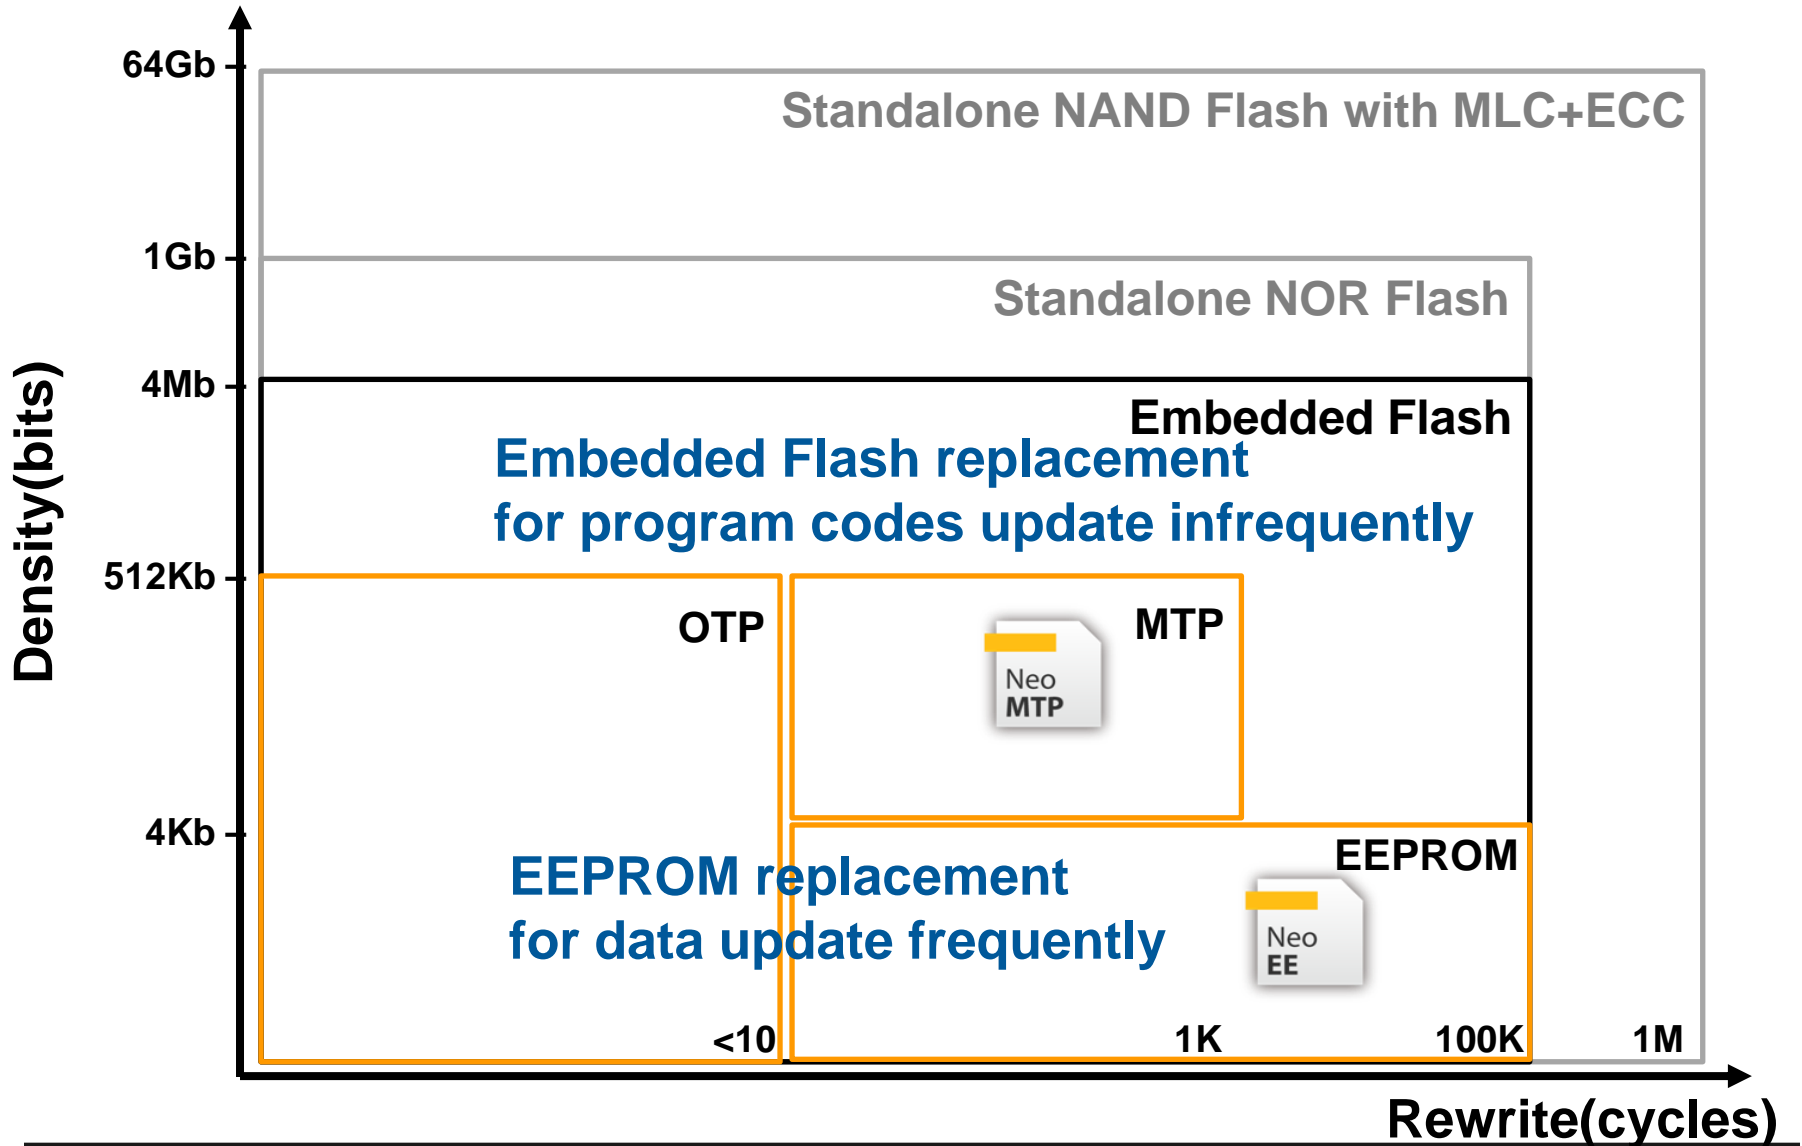 64Gb
Standalone NAND Flash with MLC+ECC
1Gb
Standalone NOR Flash
4Mb
Embedded Flash
Embedded Flash replacement
for program codes update infrequently
Density(bits)
512Kb
OTP
MTP
Neo
MTP
4Kb
EEPROM
EEPROM replacement
for data update frequently
Neo
EE
<10
1K
100K
1M
Rewrite(cycles)